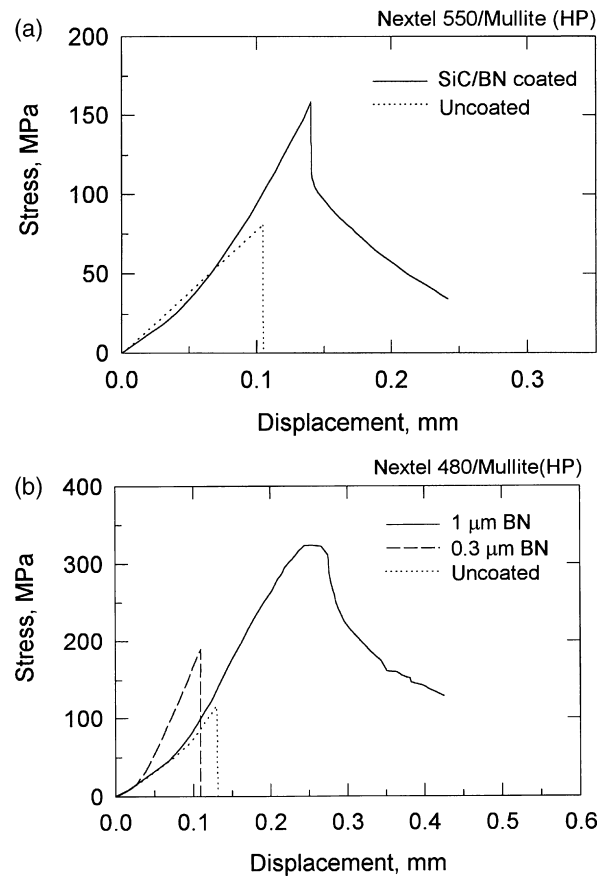 (a)
Nextel 550/Mullite (HP)
200
150
100
50
0
Stress, MPa
SiC/BN coated
Uncoated
0.0 0.1 0.2 0.3
Displacement, mm
(b)
Nextel 480/Mullite(HP)
400
300
200
100
0
Stress, MPa
1 μm BN
0.3 μm BN
Uncoated
0.0 0.1 0.2 0.3 0.4 0.5 0.6
Displacement, mm